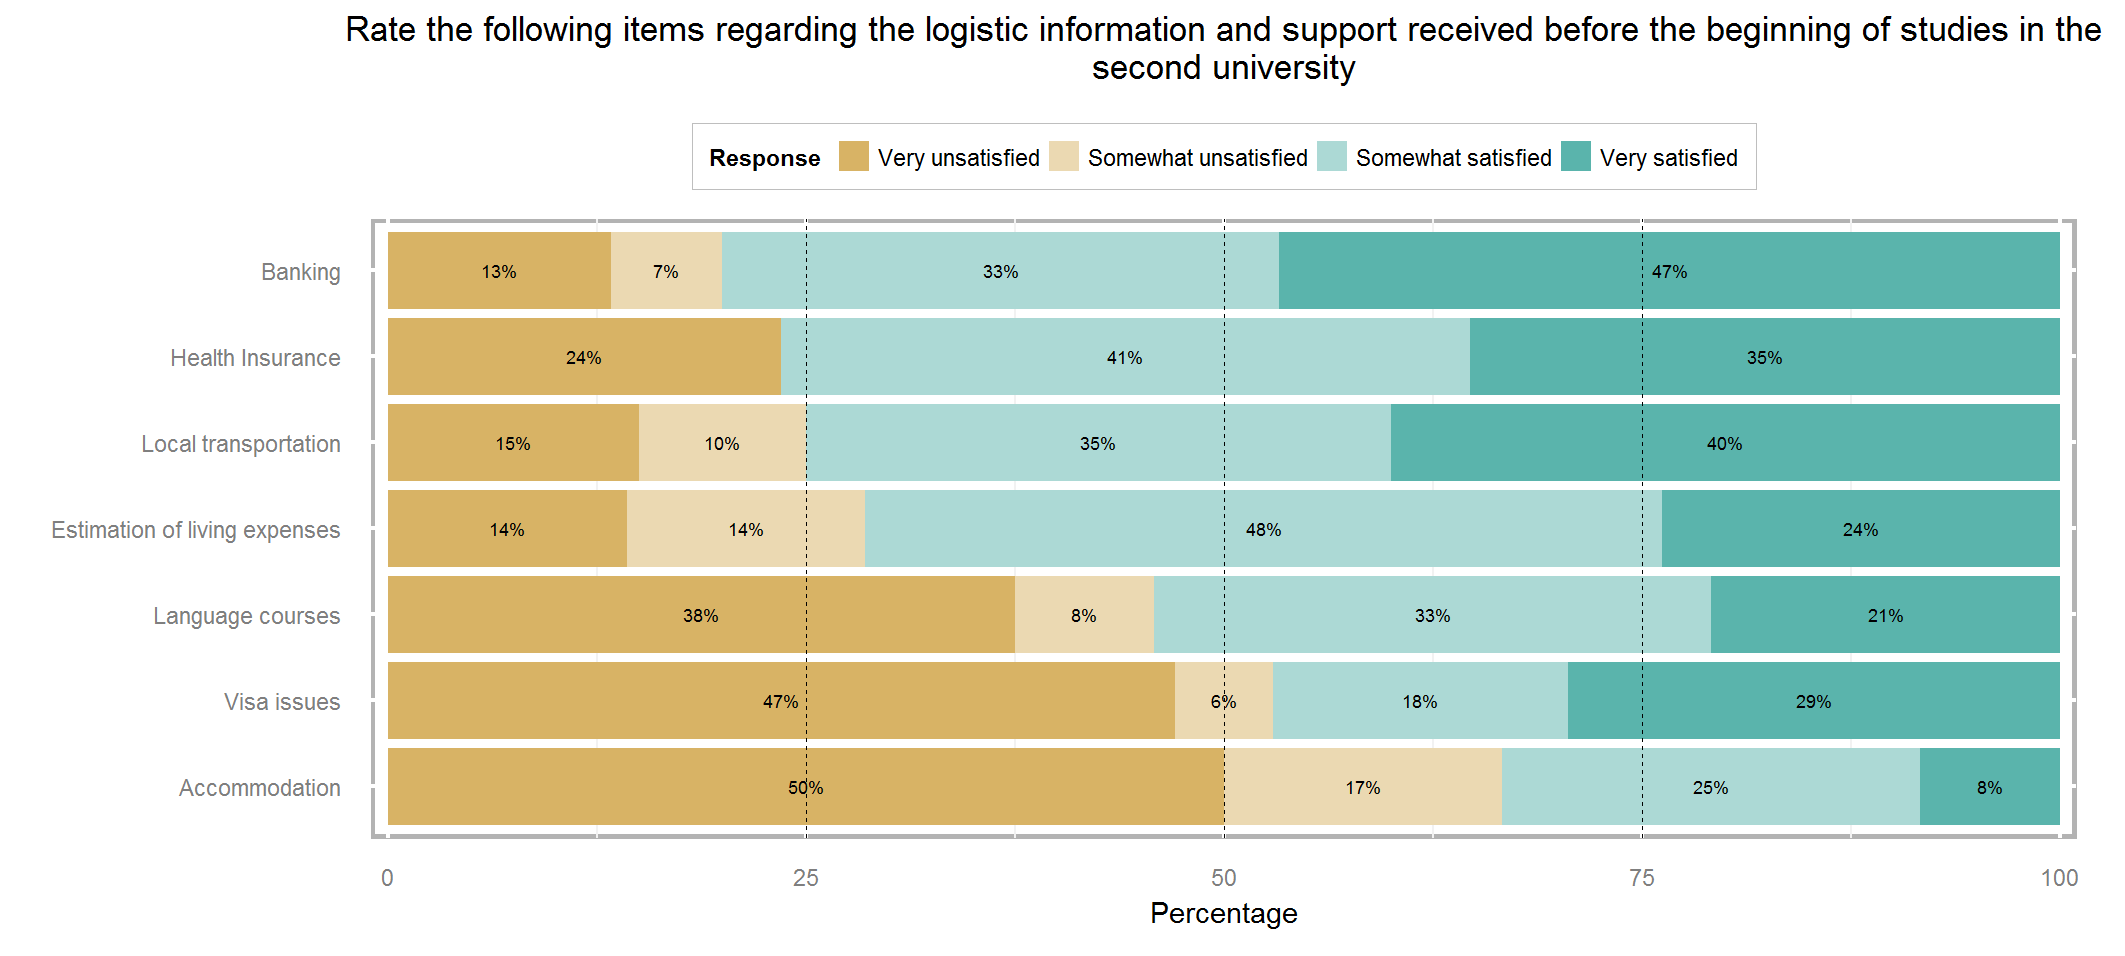 Rate the following items regarding the logistic information and support received before the beginning of studies in the
second university
Response Very unsatisfied Somewhat unsatisfied Somewhat satisfied Very satisfied
Banking 13% 7% 33% 47%
Health Insurance 24% 41% 35%
Local transportation 15% 10% 35% 40%
Estimation of living expenses 14% 14% 48% 24%
Language courses 38% 8% 33% 21%
Visa issues 47% 6% 18% 29%
Accommodation 50% 17% 25% 8%
0 25 50 75 100
Percentage